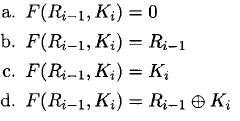 a. F(R_{i−1}, K_i) = 0
b. F(R_{i−1}, K_i) = R_{i−1}
c. F(R_{i−1}, K_i) = K_i
d. F(R_{i−1}, K_i) = R_{i−1} ⊕ K_i